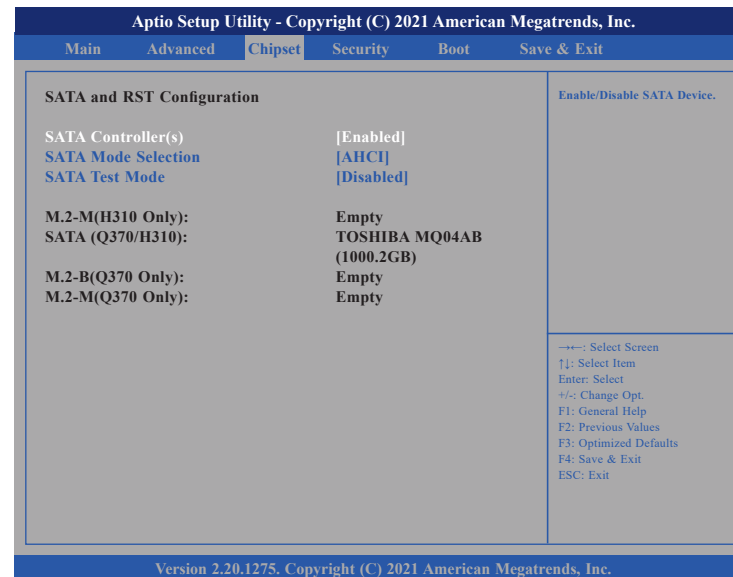 Aptio Setup Utility - Copyright (C) 2021 American Megatrends, Inc.
Main Advanced Chipset Security Boot Save & Exit
SATA and RST Configuration
SATA Controller(s) [Enabled]
SATA Mode Selection [AHCI]
SATA Test Mode [Disabled]
M.2-M(H310 Only): Empty
SATA (Q370/H310): TOSHIBA MQ04AB
(1000.2GB)
M.2-B(Q370 Only): Empty
M.2-M(Q370 Only): Empty
Enable/Disable SATA Device.
→←: Select Screen
↑↓: Select Item
Enter: Select
+/-: Change Opt.
F1: General Help
F2: Previous Values
F3: Optimized Defaults
F4: Save & Exit
ESC: Exit
Version 2.20.1275. Copyright (C) 2021 American Megatrends, Inc.